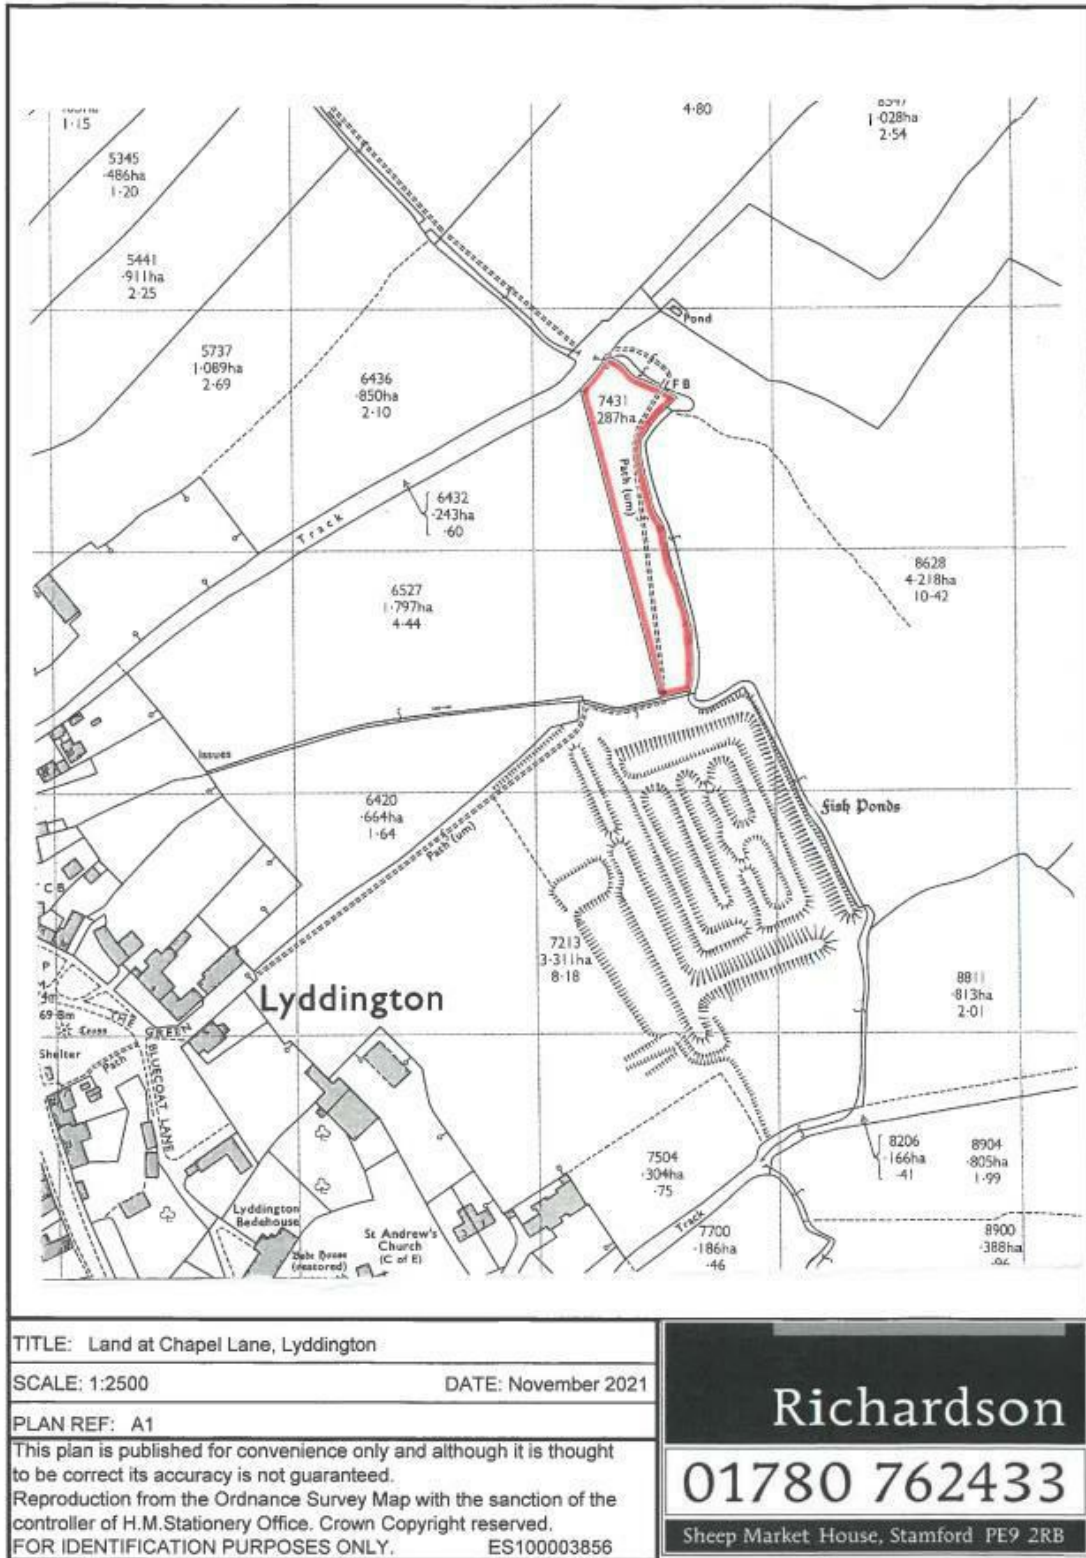 1·15
5345
·486ha
1·20
5441
·911ha
2·25
5737
1·089ha
2·69
6436
·850ha
2·10
4·80
8347
1·028ha
2·54
Pond
F B
7431
287ha
Path (um)
6432
·243ha
·60
Track
6527
1·797ha
4·44
8628
4·218ha
10·42
Issues
6420
·664ha
1·64
Path (um)
Fish Ponds
T C B
7213
3·311ha
8·18
8811
·813ha
2·01
Lyddington
69·8m
Cross
THE
GREEN
Shelter
Path
BLUECOAT LANE
Lyddington
Bedehouse
Bede House
(restored)
St Andrew's
Church
(C of E)
7504
·304ha
·75
Track
7700
·186ha
·46
8206
·166ha
·41
8904
·805ha
1·99
8900
·388ha
·96
TITLE: Land at Chapel Lane, Lyddington
SCALE: 1:2500 DATE: November 2021
PLAN REF: A1
This plan is published for convenience only and although it is thought
to be correct its accuracy is not guaranteed.
Reproduction from the Ordnance Survey Map with the sanction of the
controller of H.M.Stationery Office. Crown Copyright reserved.
FOR IDENTIFICATION PURPOSES ONLY. ES100003856
Richardson
01780 762433
Sheep Market House, Stamford PE9 2RB